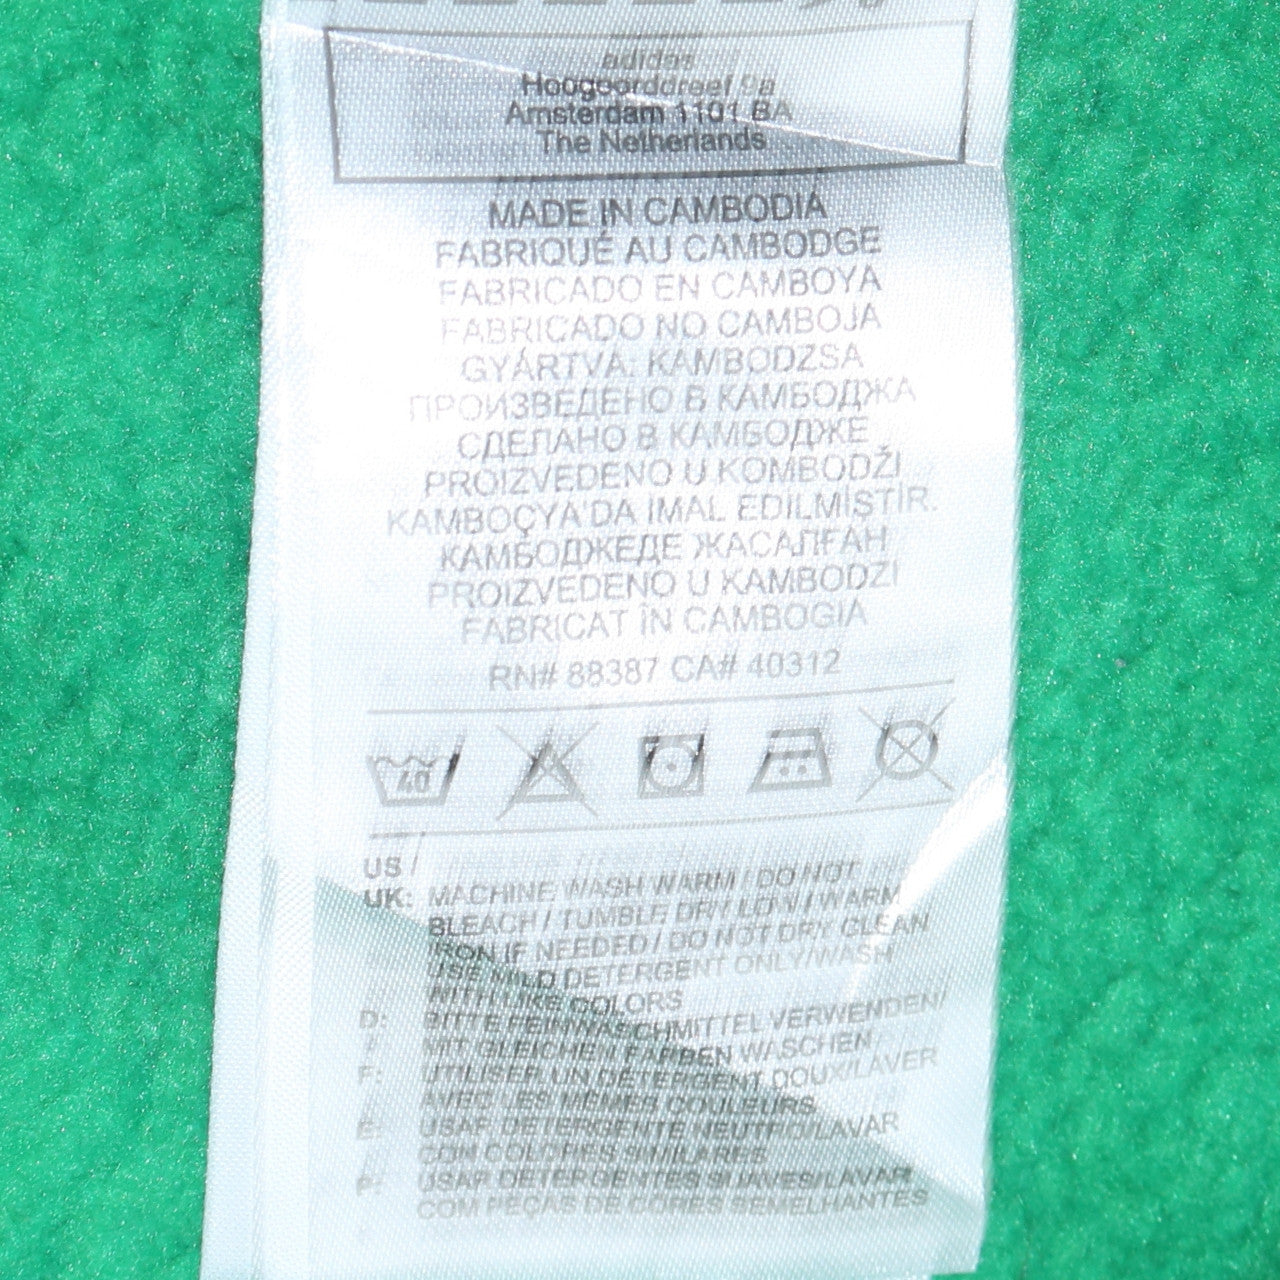 adidas
Hoogoorddreef 9a
Amsterdam 1101 BA
The Netherlands
MADE IN CAMBODIA
FABRIQUÉ AU CAMBODGE
FABRICADO EN CAMBOYA
FABRICADO NO CAMBOJA
GYÁRTVA: KAMBODZSA
ПРОИЗВЕДЕНО В КАМБОДЖА
СДЕЛАНО В КАМБОДЖЕ
PROIZVEDENO U KOMBODŽI
KAMBOÇYA'DA IMAL EDILMİŞTİR.
КАМБОДЖЕДЕ ЖАСАЛҒАН
PROIZVEDENO U KAMBODŽI
FABRICAT ÎN CAMBOGIA
RN# 88387 CA# 40312
40
US /
UK: MACHINE WASH WARM / DO NOT
BLEACH / TUMBLE DRY LOW / WARM
IRON IF NEEDED / DO NOT DRY CLEAN
USE MILD DETERGENT ONLY/WASH
WITH LIKE COLORS
D: BITTE FEINWASCHMITTEL VERWENDEN/
MIT GLEICHEN FARBEN WASCHEN
F: UTILISER UN DÉTERGENT DOUX/LAVER
AVEC LES MÊMES COULEURS
E: USAR DETERGENTE NEUTRO/LAVAR
CON COLORES SIMILARES
P: USAR DETERGENTES SUAVES/LAVAR
COM PEÇAS DE CORES SEMELHANTES